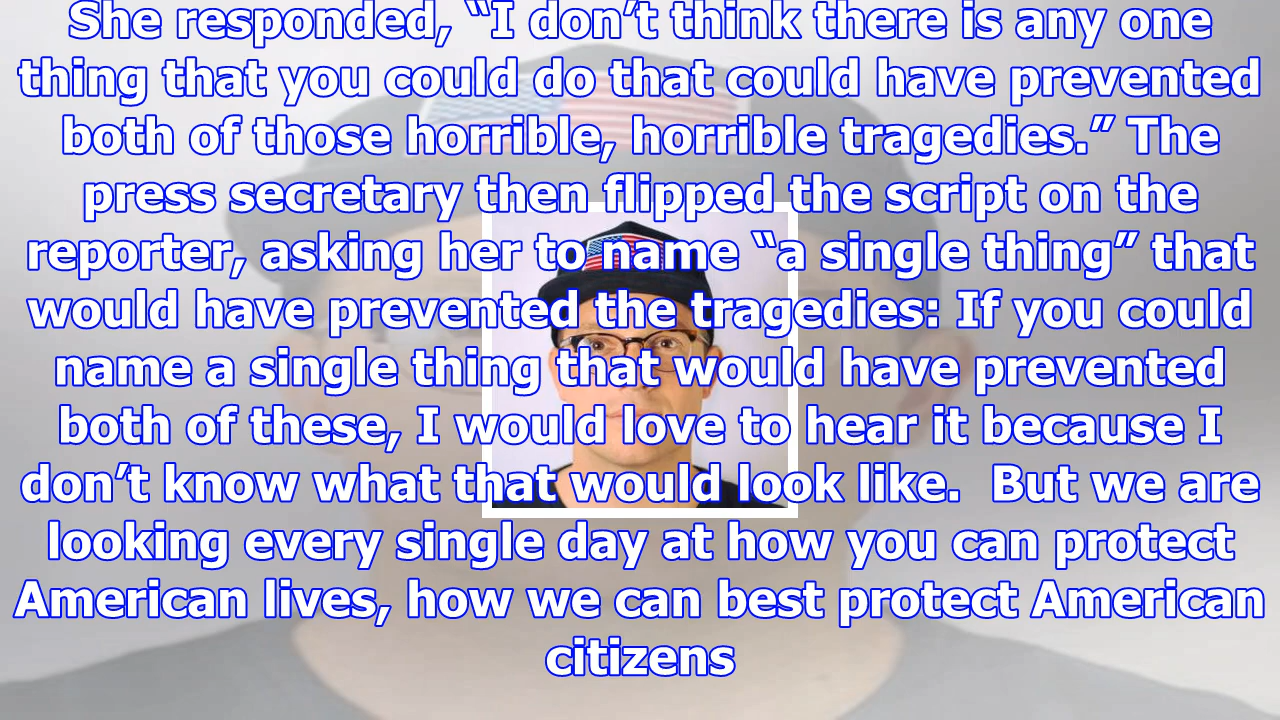 She responded, “I don’t think there is any one
thing that you could do that could have prevented
both of those horrible, horrible tragedies.” The
press secretary then flipped the script on the
reporter, asking her to name “a single thing” that
would have prevented the tragedies: If you could
name a single thing that would have prevented
both of these, I would love to hear it because I
don’t know what that would look like.  But we are
looking every single day at how you can protect
American lives, how we can best protect American
citizens